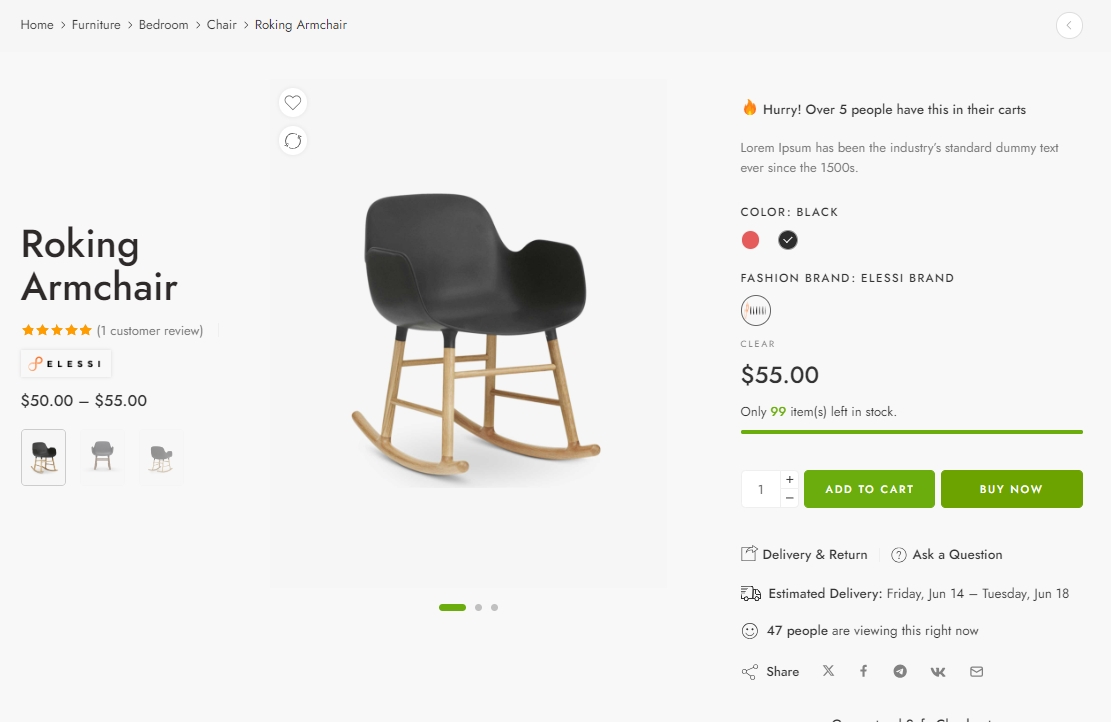 Home > Furniture > Bedroom > Chair > Roking Armchair
Roking
Armchair
(1 customer review)
ELESSI
$50.00 – $55.00
Hurry! Over 5 people have this in their carts
Lorem Ipsum has been the industry's standard dummy text
ever since the 1500s.
COLOR: BLACK
FASHION BRAND: ELESSI BRAND
CLEAR
$55.00
Only 99 item(s) left in stock.
1 + −
ADD TO CART
BUY NOW
Delivery & Return
Ask a Question
Estimated Delivery: Friday, Jun 14 – Tuesday, Jun 18
47 people are viewing this right now
Share